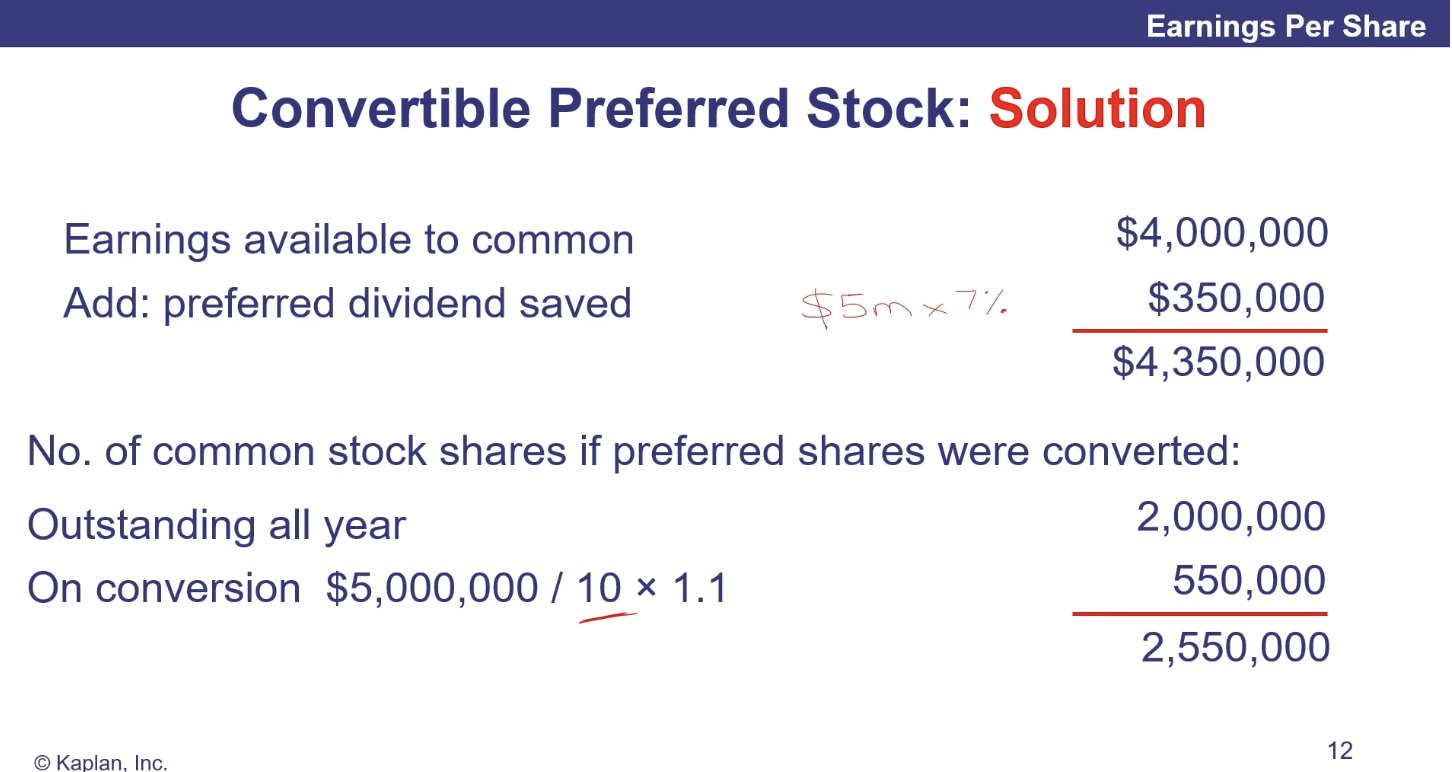 Earnings Per Share
Convertible Preferred Stock: Solution
Earnings available to common $4,000,000
Add: preferred dividend saved $5m × 7% $350,000
$4,350,000
No. of common stock shares if preferred shares were converted:
Outstanding all year 2,000,000
On conversion $5,000,000 / 10 × 1.1 550,000
2,550,000
© Kaplan, Inc. 12